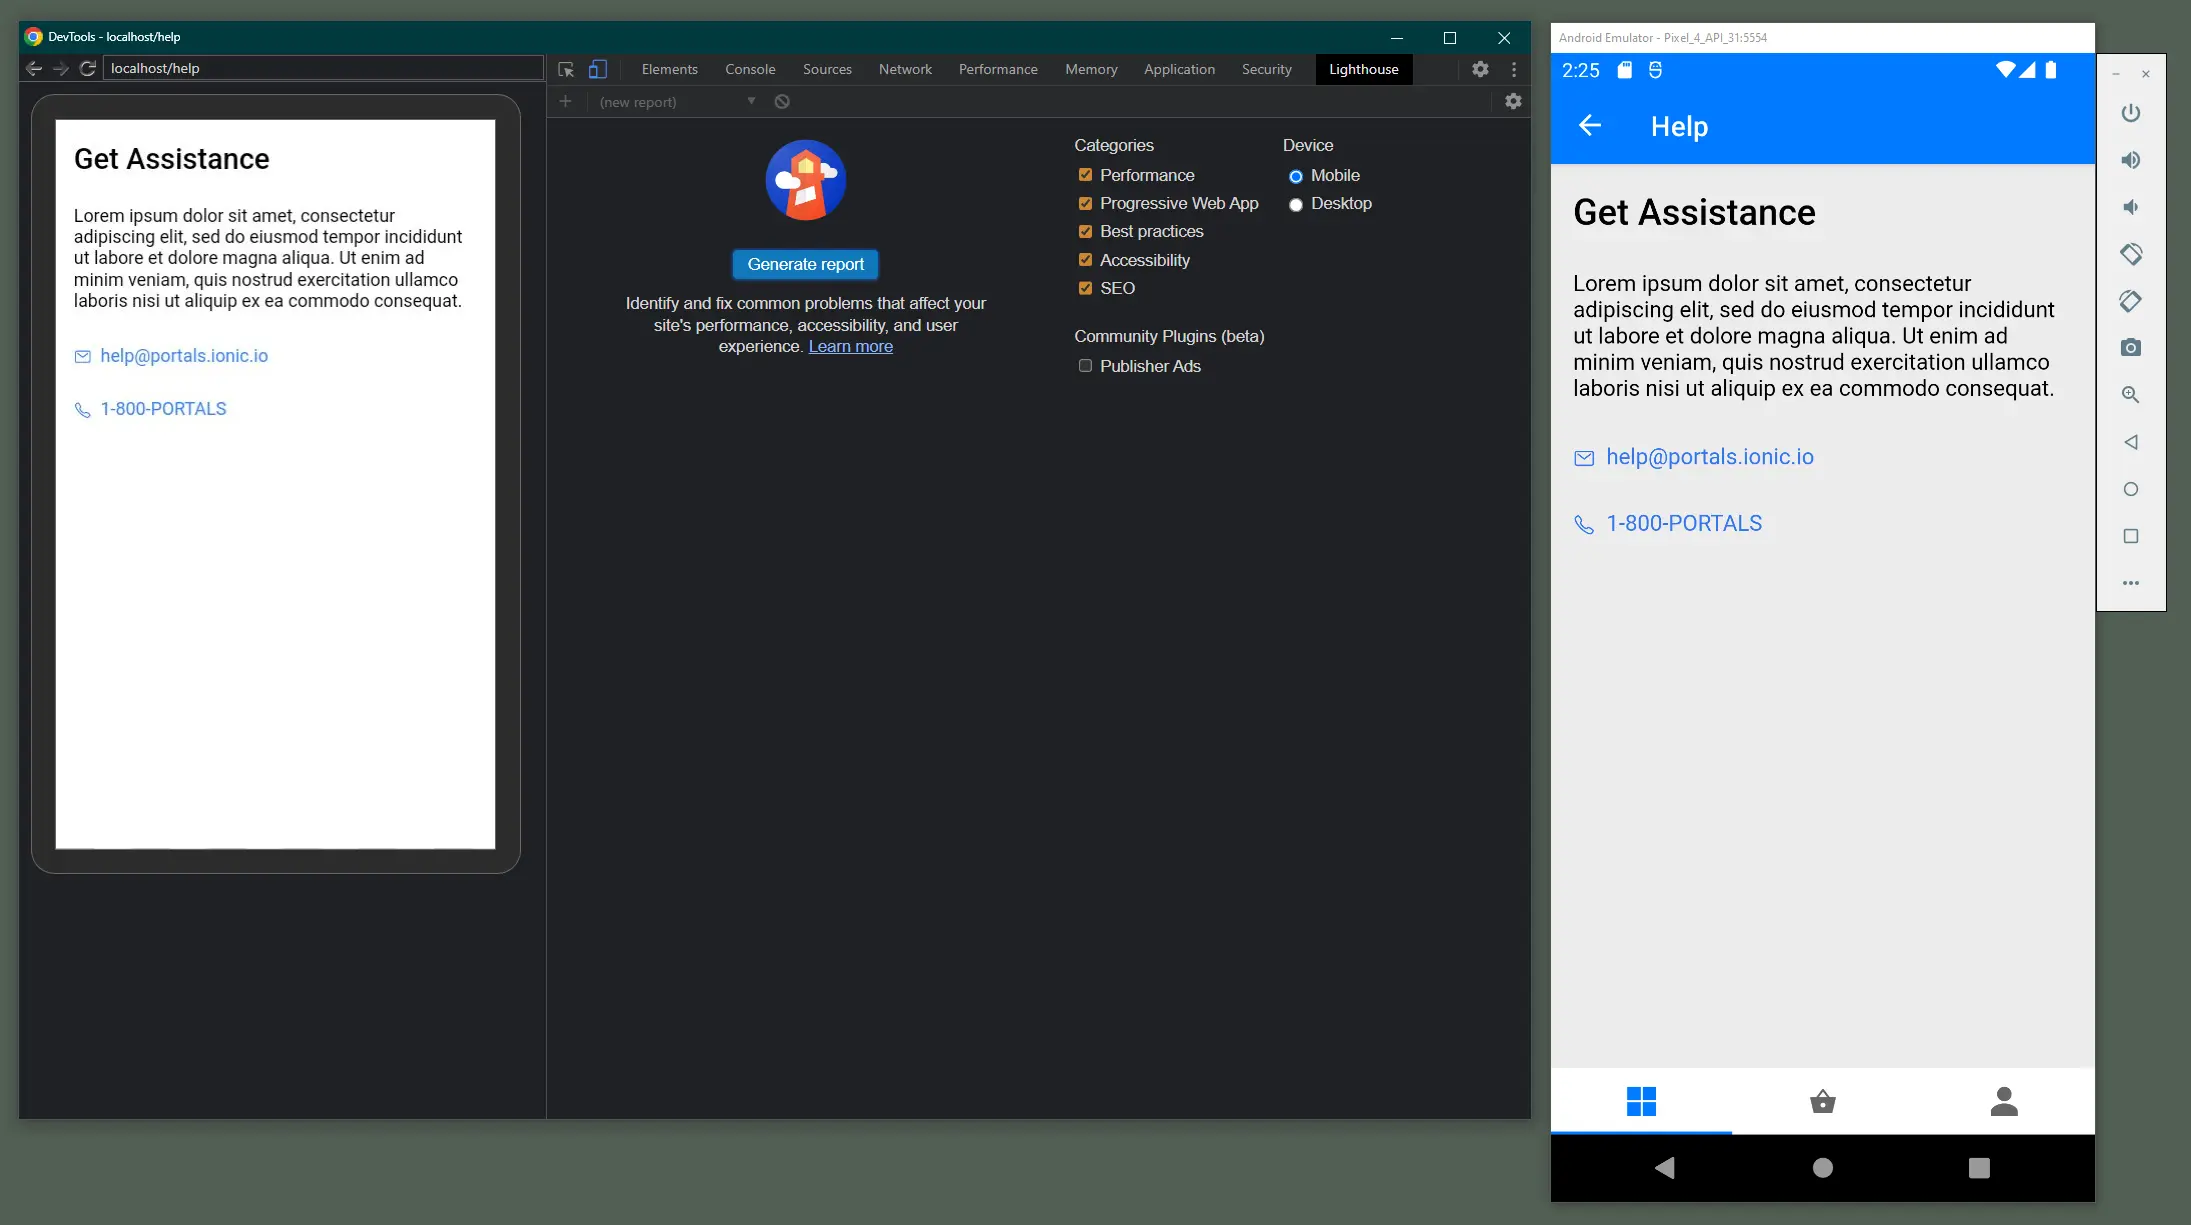 DevTools - localhost/help
localhost/help
Get Assistance
Lorem ipsum dolor sit amet, consectetur
adipiscing elit, sed do eiusmod tempor incididunt
ut labore et dolore magna aliqua. Ut enim ad
minim veniam, quis nostrud exercitation ullamco
laboris nisi ut aliquip ex ea commodo consequat.
help@portals.ionic.io
1-800-PORTALS
Elements Console Sources Network Performance Memory Application Security Lighthouse
(new report)
Generate report
Identify and fix common problems that affect your
site's performance, accessibility, and user
experience. Learn more
Categories
Performance
Progressive Web App
Best practices
Accessibility
SEO
Community Plugins (beta)
Publisher Ads
Device
Mobile
Desktop
Android Emulator - Pixel_4_API_31:5554
2:25
Help
Get Assistance
Lorem ipsum dolor sit amet, consectetur
adipiscing elit, sed do eiusmod tempor incididunt
ut labore et dolore magna aliqua. Ut enim ad
minim veniam, quis nostrud exercitation ullamco
laboris nisi ut aliquip ex ea commodo consequat.
help@portals.ionic.io
1-800-PORTALS